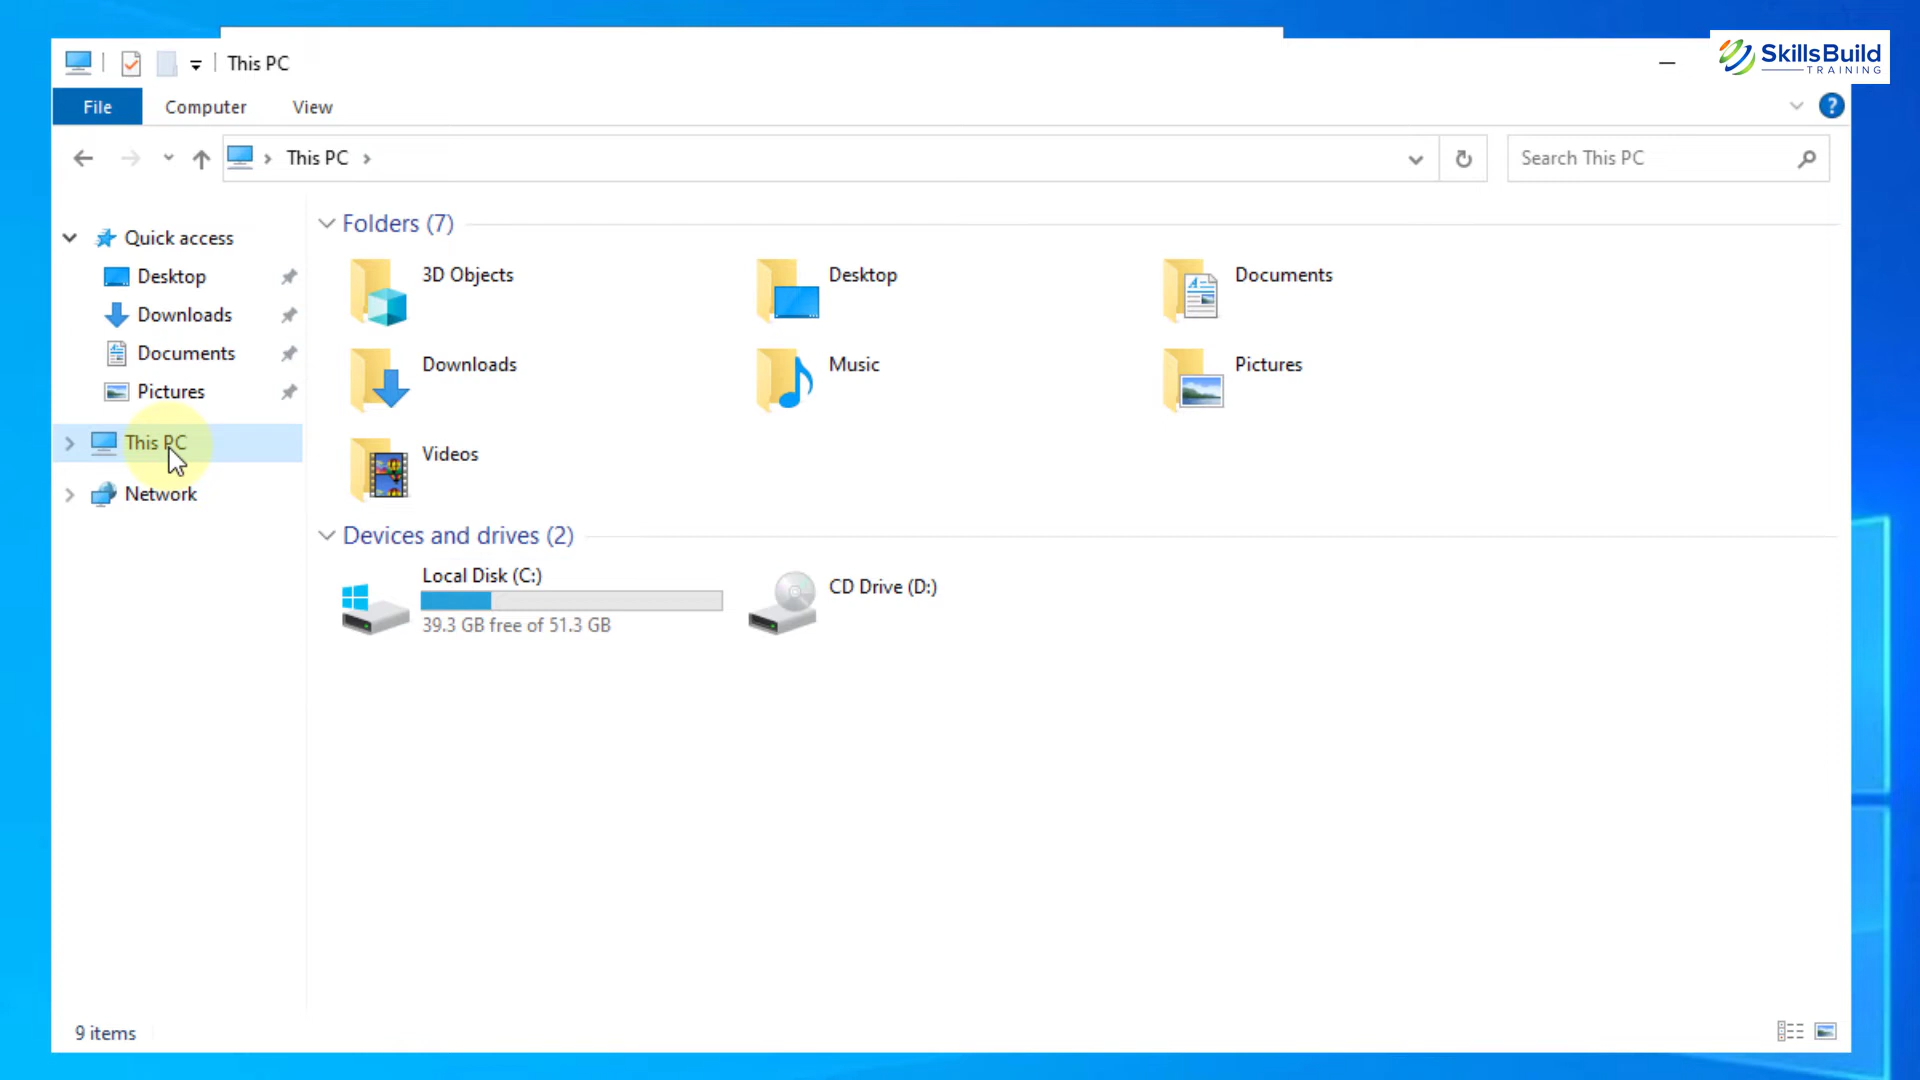 This PC
SkillsBuild
TRAINING
File Computer View
?
This PC
Search This PC
Quick access
Desktop
Downloads
Documents
Pictures
This PC
Network
Folders (7)
3D Objects
Desktop
Documents
Downloads
Music
Pictures
Videos
Devices and drives (2)
Local Disk (C:)
39.3 GB free of 51.3 GB
CD Drive (D:)
9 items